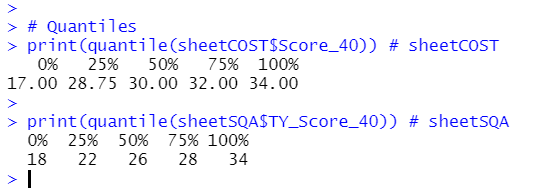 >
> # Quantiles
> print(quantile(sheetCOST$Score_40)) # sheetCOST
   0%   25%   50%   75%  100%
17.00 28.75 30.00 32.00 34.00
>
> print(quantile(sheetSQA$TY_Score_40)) # sheetSQA
  0%  25%  50%  75% 100%
  18   22   26   28   34
>